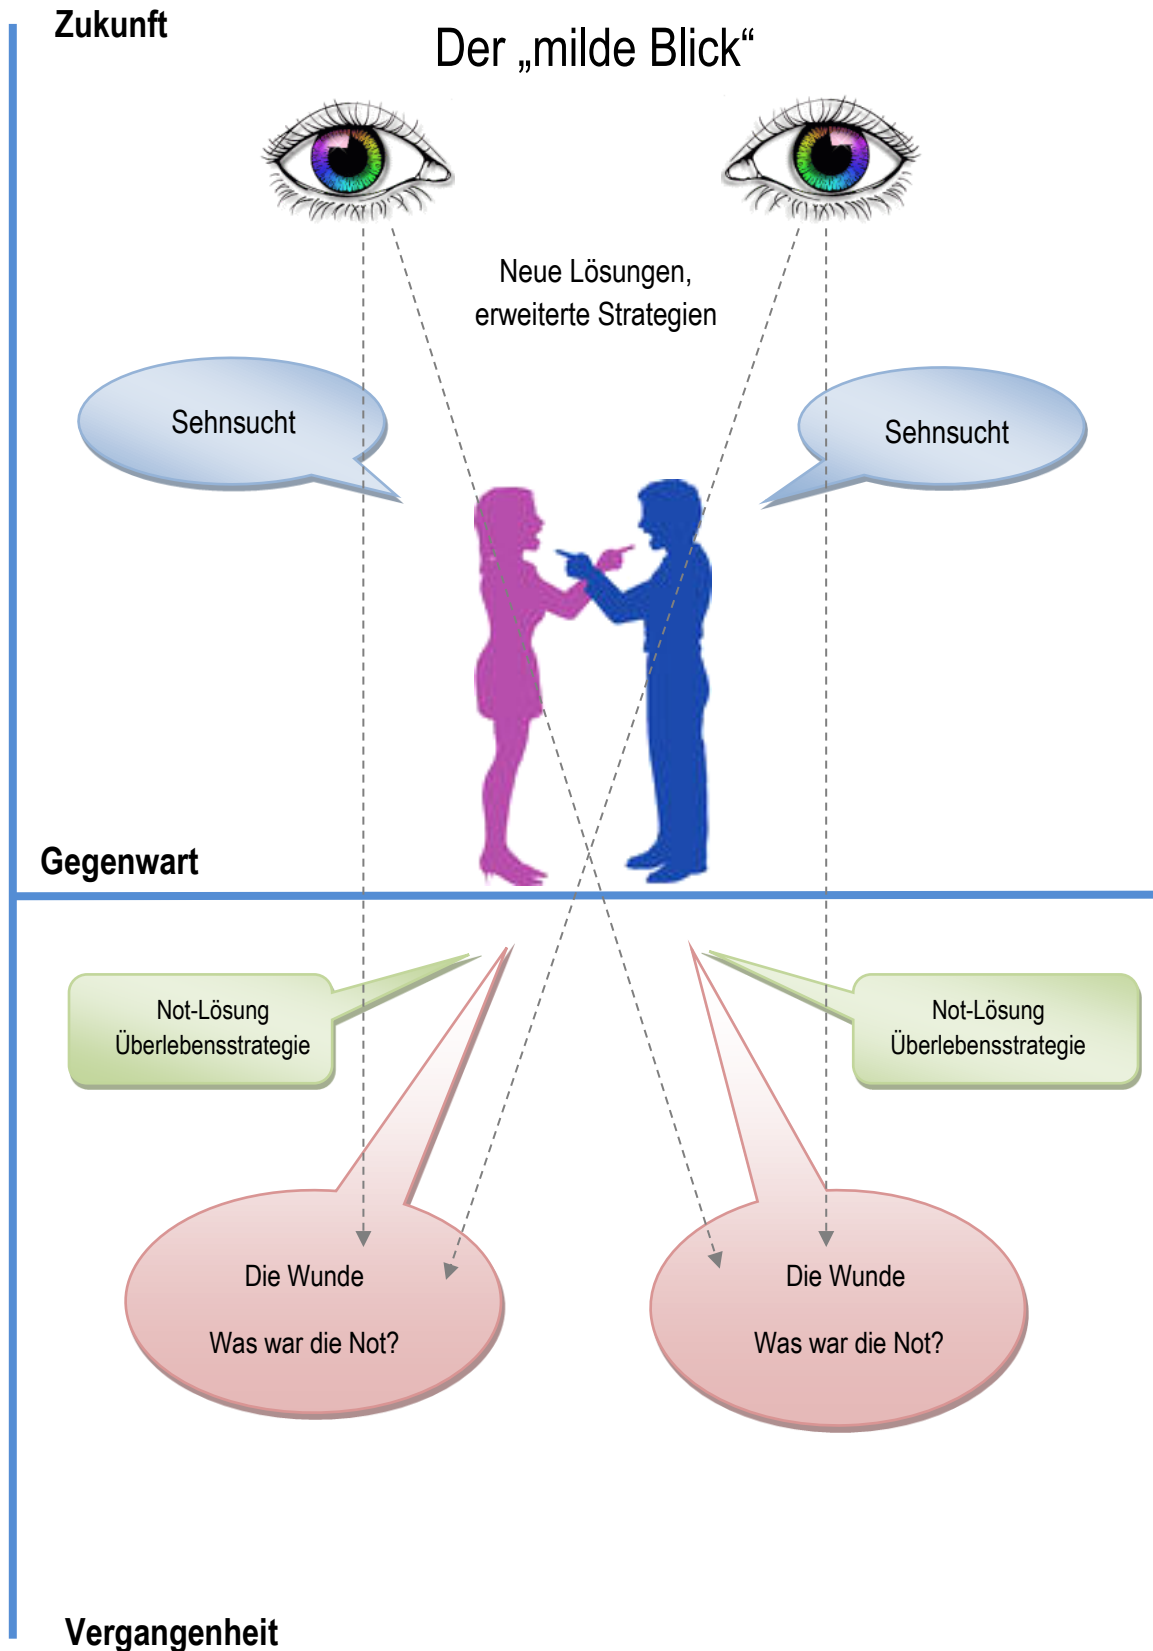 Zukunft
Der „milde Blick“
Neue Lösungen,
erweiterte Strategien
Sehnsucht
Sehnsucht
Gegenwart
Not-Lösung
Überlebensstrategie
Not-Lösung
Überlebensstrategie
Die Wunde
Was war die Not?
Die Wunde
Was war die Not?
Vergangenheit